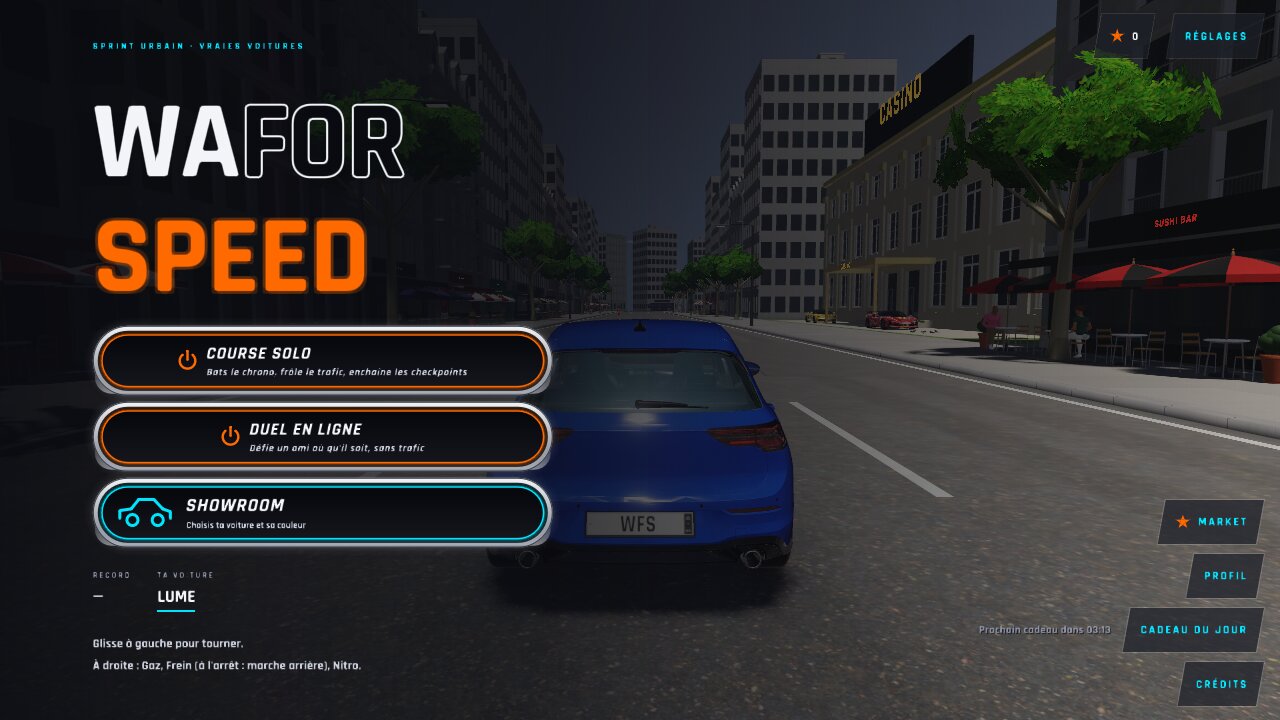 SPRINT URBAIN · VRAIES VOITURES
0
RÉGLAGES
WAFOR
SPEED
CASINO
SUSHI BAR
COURSE SOLO
Bats le chrono, frôle le trafic, enchaîne les checkpoints
DUEL EN LIGNE
Défie un ami où qu'il soit, sans trafic
SHOWROOM
Choisis ta voiture et sa couleur
WFS
MARKET
PROFIL
Prochain cadeau dans 03:13
CADEAU DU JOUR
CRÉDITS
RECORD
TA VOITURE
—
LUME
Glisse à gauche pour tourner.
À droite : Gaz, Frein (à l'arrêt : marche arrière), Nitro.